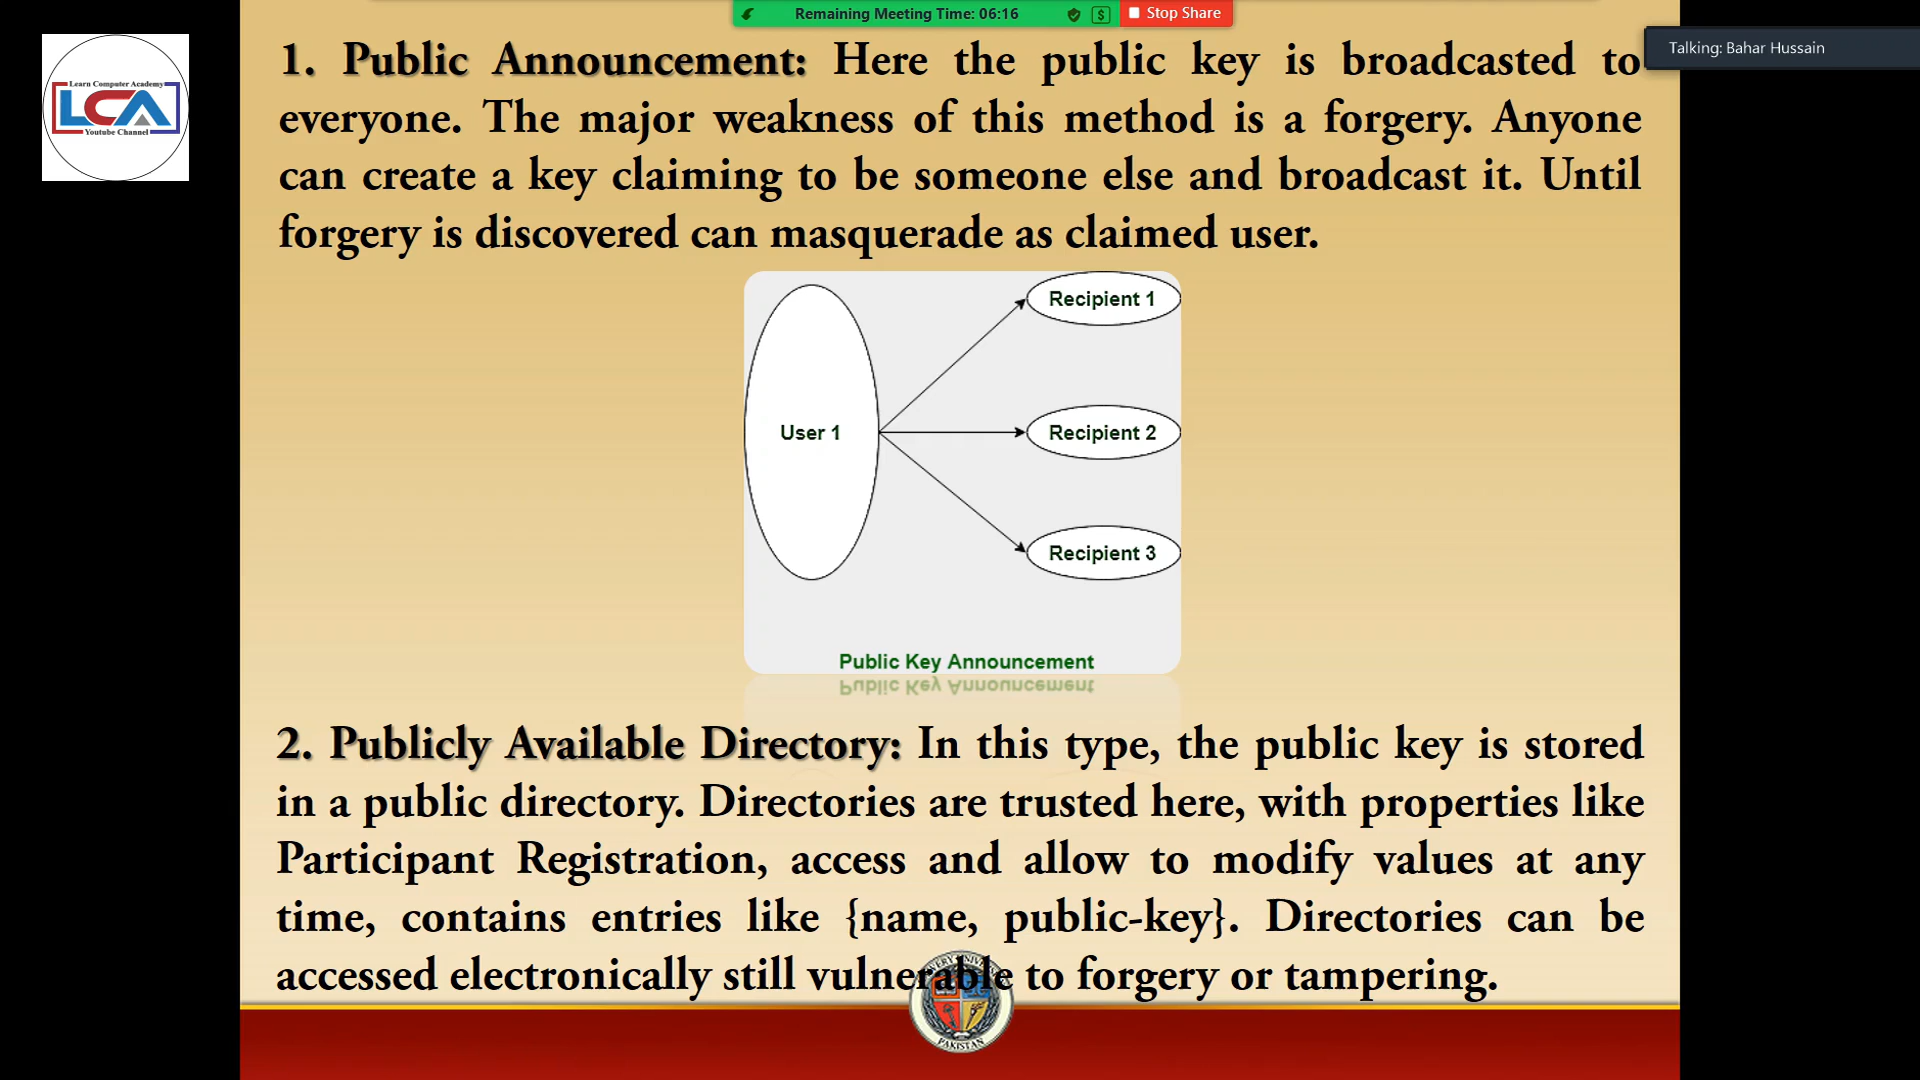 Remaining Meeting Time: 06:16
Stop Share
Talking: Bahar Hussain
Learn Computer Academy
LCA
Youtube Channel
1. Public Announcement: Here the public key is broadcasted to
everyone. The major weakness of this method is a forgery. Anyone
can create a key claiming to be someone else and broadcast it. Until
forgery is discovered can masquerade as claimed user.
Recipient 1
User 1
Recipient 2
Recipient 3
Public Key Announcement
2. Publicly Available Directory: In this type, the public key is stored
in a public directory. Directories are trusted here, with properties like
Participant Registration, access and allow to modify values at any
time, contains entries like {name, public-key}. Directories can be
accessed electronically still vulnerable to forgery or tampering.
PAKISTAN